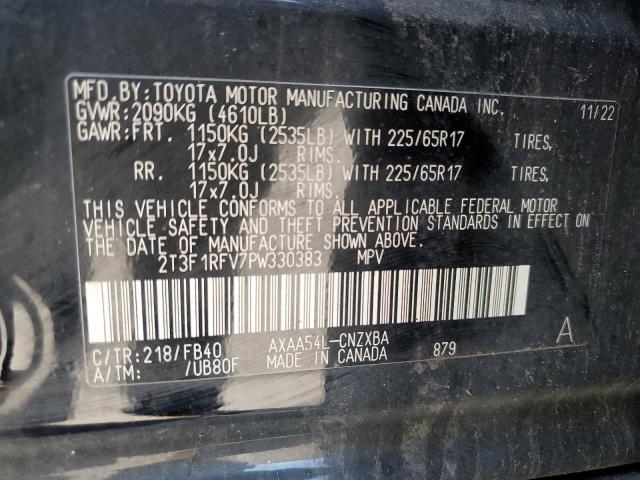 MFD.BY:TOYOTA MOTOR MANUFACTURING CANADA INC. 11/22
GVWR:2090KG (4610LB)
GAWR:FRT. 1150KG (2535LB) WITH 225/65R17 TIRES,
17x7.0J RIMS.
RR. 1150KG (2535LB) WITH 225/65R17 TIRES,
17x7.0J RIMS.
THIS VEHICLE CONFORMS TO ALL APPLICABLE FEDERAL MOTOR
VEHICLE SAFETY AND THEFT PREVENTION STANDARDS IN EFFECT ON
THE DATE OF MANUFACTURE SHOWN ABOVE.
2T3F1RFV7PW330383 MPV
C/TR:218/FB40 AXAA54L-CNZXBA A
A/TM: /UB80F MADE IN CANADA 879